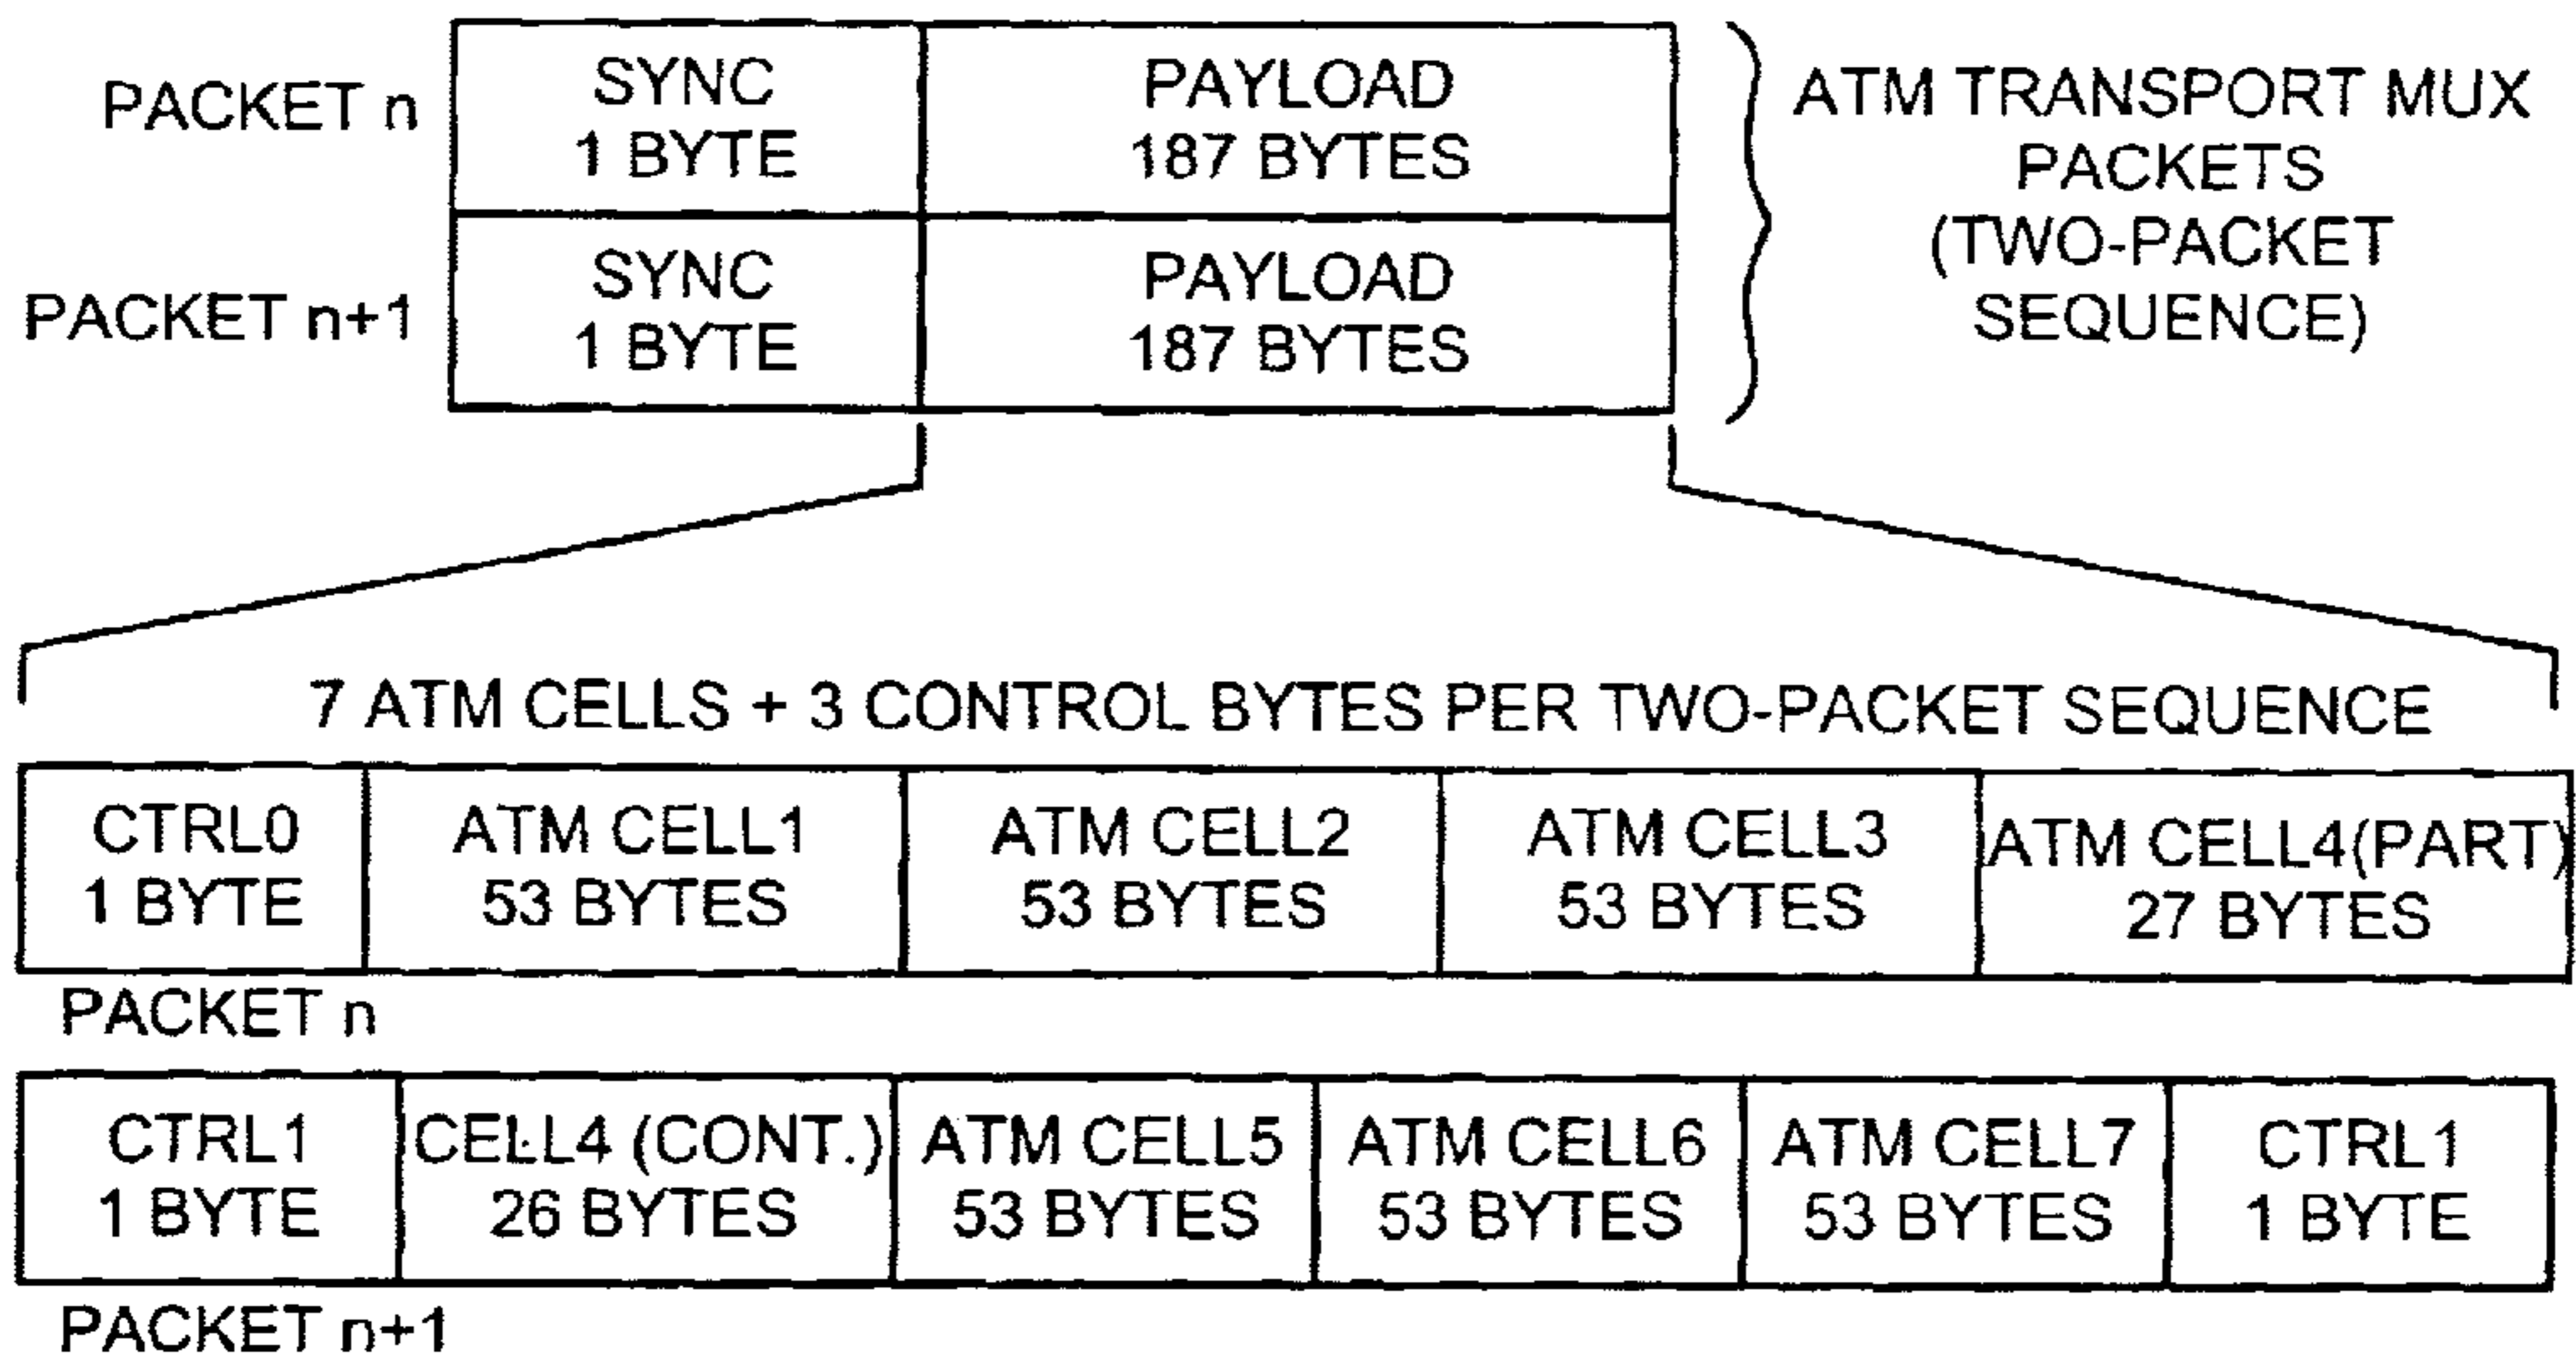 PACKET n
SYNC
1 BYTE
PAYLOAD
187 BYTES
PACKET n+1
SYNC
1 BYTE
PAYLOAD
187 BYTES
ATM TRANSPORT MUX
PACKETS
(TWO-PACKET
SEQUENCE)
7 ATM CELLS + 3 CONTROL BYTES PER TWO-PACKET SEQUENCE
CTRL0
1 BYTE
ATM CELL1
53 BYTES
ATM CELL2
53 BYTES
ATM CELL3
53 BYTES
ATM CELL4(PART)
27 BYTES
PACKET n
CTRL1
1 BYTE
CELL4 (CONT.)
26 BYTES
ATM CELL5
53 BYTES
ATM CELL6
53 BYTES
ATM CELL7
53 BYTES
CTRL1
1 BYTE
PACKET n+1